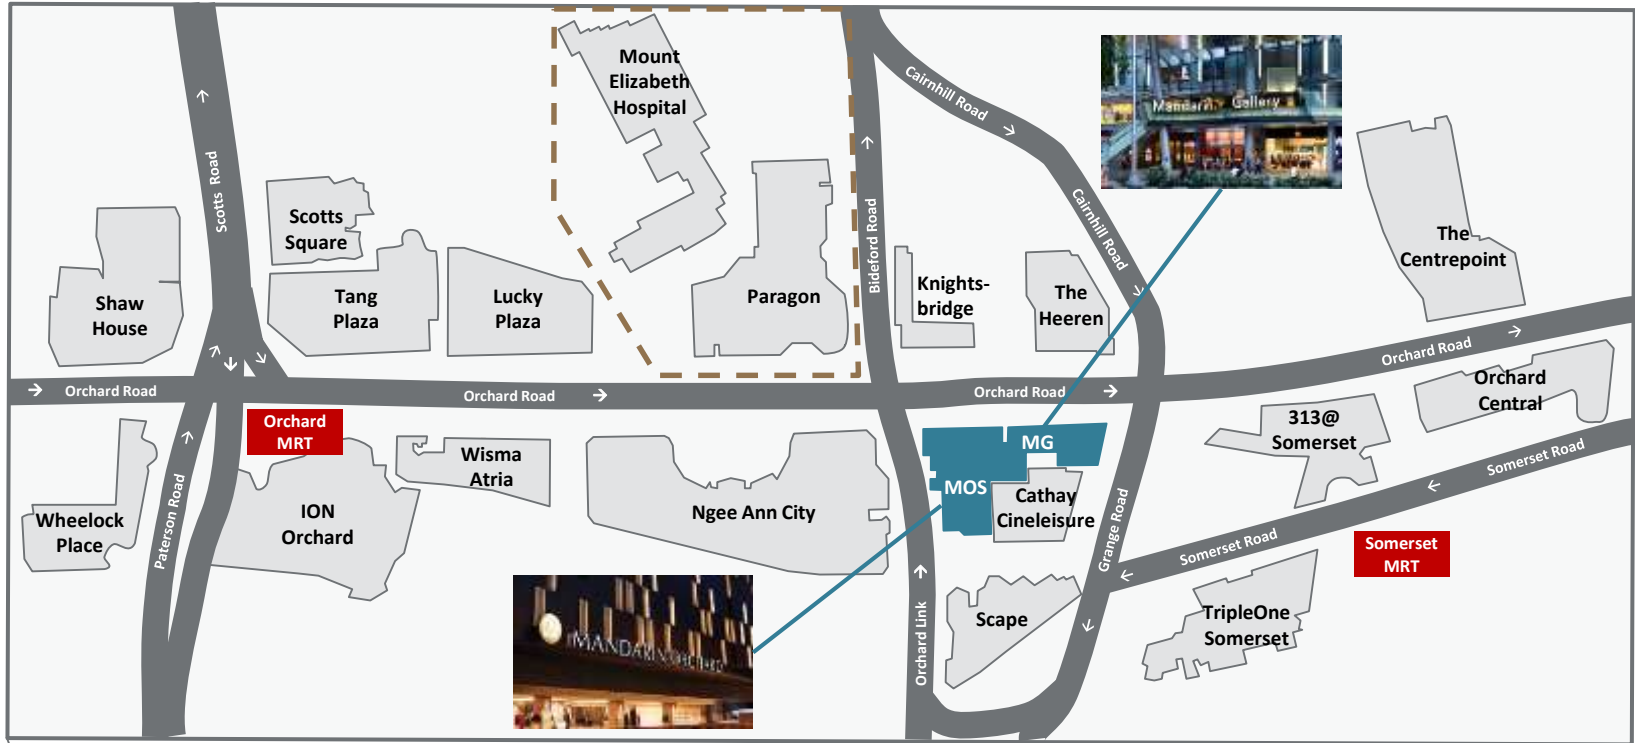 Mount
Elizabeth
Hospital
Cairnhill Road
Mandarin Gallery
Scotts Road
Scotts
Square
Bideford Road
Cairnhill Road
The
Centrepoint
Shaw
House
Tang
Plaza
Lucky
Plaza
Paragon
Knights-
bridge
The
Heeren
Orchard Road
Orchard Road
Orchard Road
Orchard Road
Orchard
MRT
Orchard
Central
313@
Somerset
Wisma
Atria
MG
MOS
Cathay
Cineleisure
Somerset Road
Paterson Road
Wheelock
Place
ION
Orchard
Ngee Ann City
Grange Road
Somerset Road
Somerset
MRT
Orchard Link
Scape
TripleOne
Somerset
MANDARIN